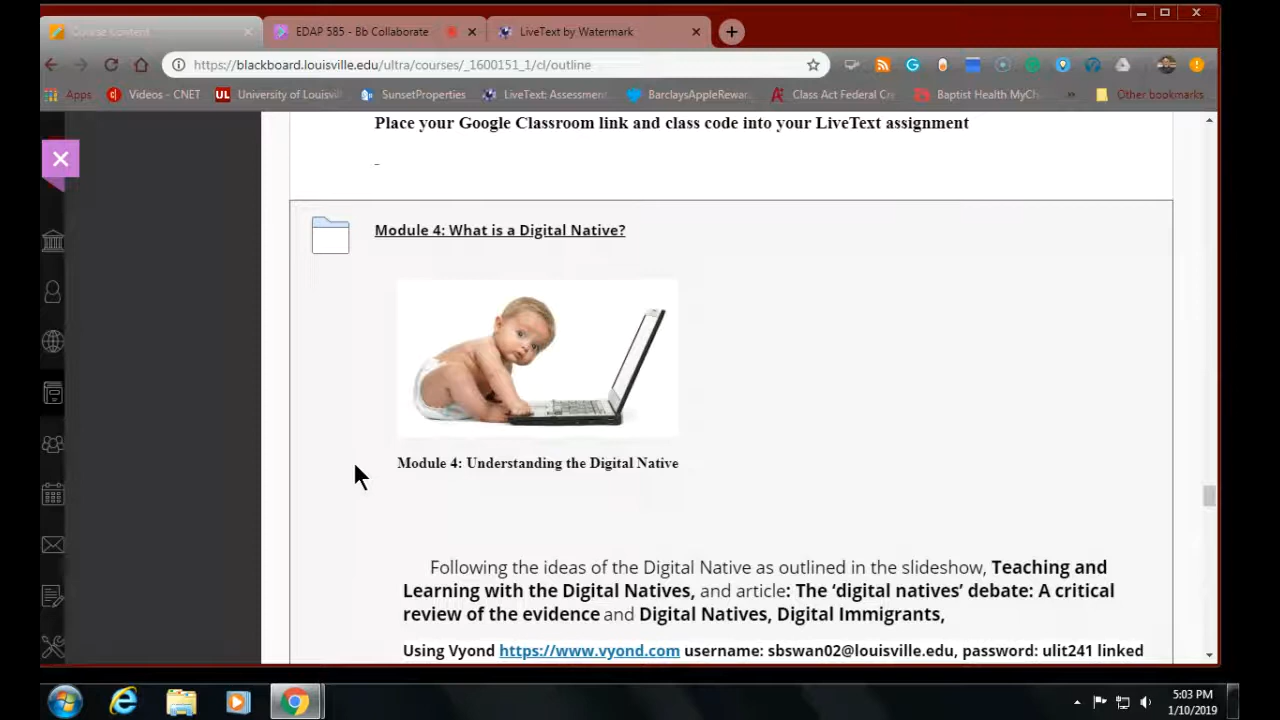 Course Content
EDAP 585 - Bb Collaborate
LiveText by Watermark
https://blackboard.louisville.edu/ultra/courses/_1600151_1/cl/outline
Apps
Videos - CNET
University of Louisvil
SunsetProperties
LiveText: Assessment
BarclaysAppleRewar
Class Act Federal Cre
Baptist Health MyCh
»
Other bookmarks
Place your Google Classroom link and class code into your LiveText assignment
-
Module 4: What is a Digital Native?
Module 4: Understanding the Digital Native
Following the ideas of the Digital Native as outlined in the slideshow, Teaching and
Learning with the Digital Natives, and article: The ‘digital natives’ debate: A critical
review of the evidence and Digital Natives, Digital Immigrants,
Using Vyond https://www.vyond.com username: sbswan02@louisville.edu, password: ulit241 linked
5:03 PM
1/10/2019